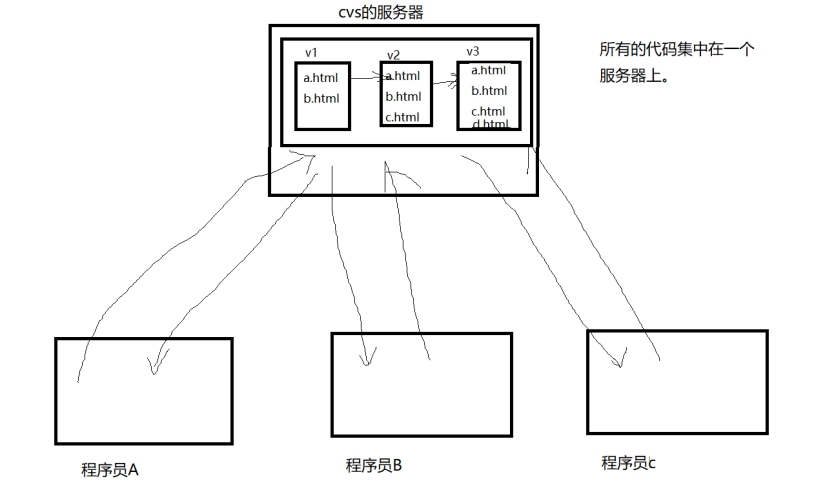 cvs的服务器
所有的代码集中在一个
服务器上。
v1
a.html
b.html
v2
a.html
b.html
c.html
v3
a.html
b.html
c.html
d.html
程序员A
程序员B
程序员c